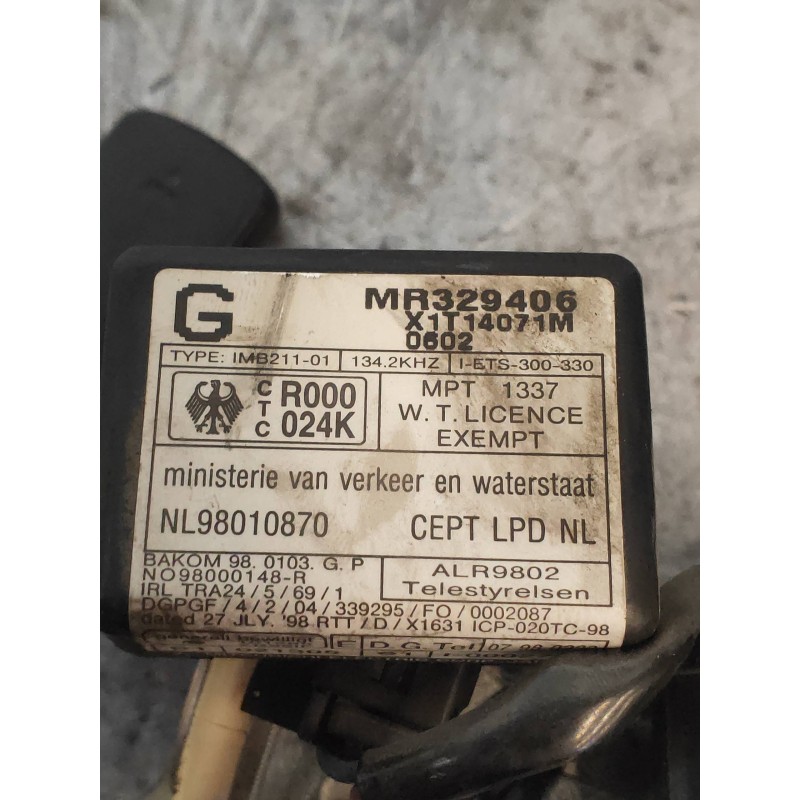 G
MR329406
X1T14071M
0602
TYPE: IMB211-01 134.2KHZ I-ETS-300-330
CTC R000 024K
MPT 1337
W. T. LICENCE
EXEMPT
ministerie van verkeer en waterstaat
NL98010870 CEPT LPD NL
BAKOM 98. 0103. G. P
NO98000148-R
IRL TRA24/5/69/1
ALR9802
Telestyrelsen
DGPGF/4/2/04/339295/FO/0002087
dated 27 JLY. '98 RTT/D/X1631 ICP-020TC-98
E D. G. Tel